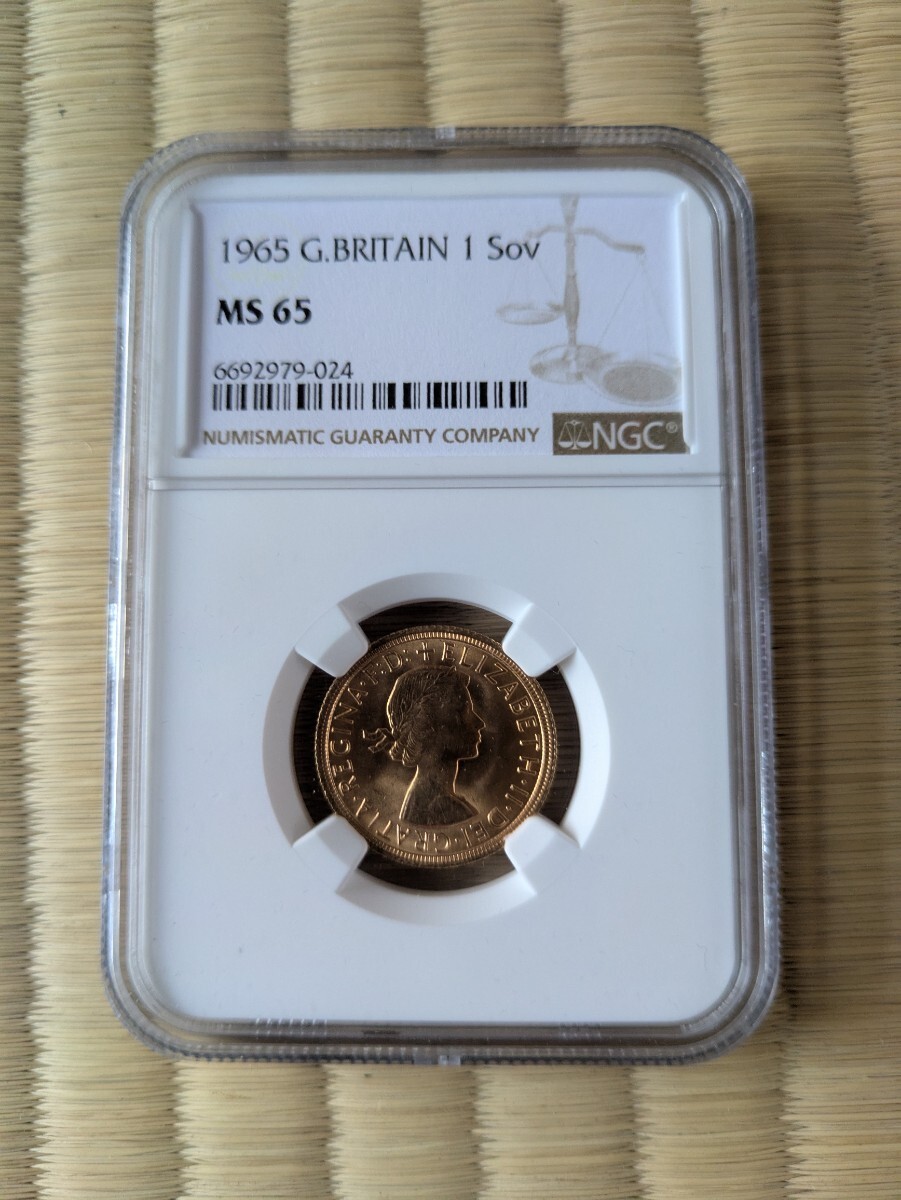 1965 G.BRITAIN 1 Sov
MS 65
6692979-024
NUMISMATIC GUARANTY COMPANY
NGC®
+ELIZABETH·II·DEI·GRATIA·REGINA·F:D: